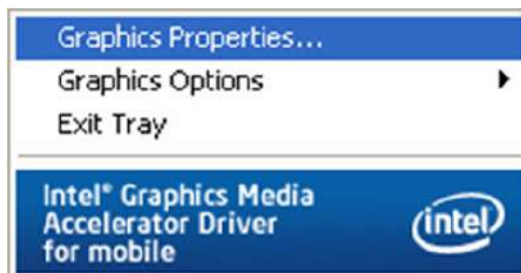 Graphics Properties...
Graphics Options
Exit Tray
Intel® Graphics Media
Accelerator Driver
for mobile
intel